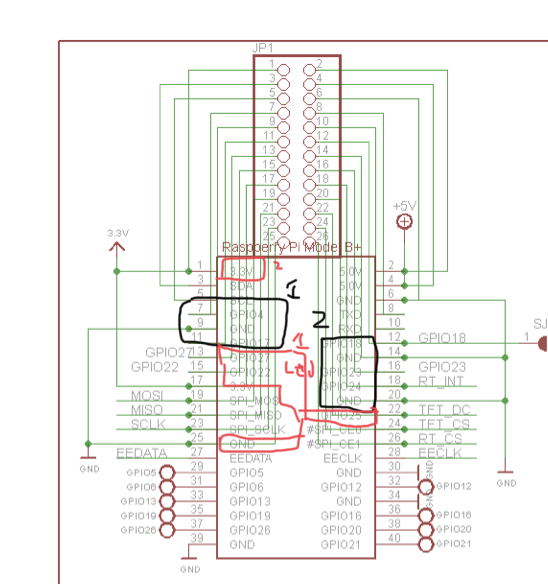 JP1
1 2
3 4
5 6
7 8
9 10
11 12
13 14
15 16
17 18
19 20
21 22
23 24
25 26
+5V
3.3V
Raspberry Pi Model B+
1 3.3V 2 5.0V 2
3 SDA 5.0V 4
5 GND 6
1
7 GPIO4 TXD 8
2
9 GND RXD 10
SJ
11 GPIO18 12 GPIO18 1
GPIO27 13 GPIO27 1 GND 14
GPIO22 15 GPIO22 LED GPIO23 16 GPIO23
17 3.3V GPIO24 18 RT_INT
MOSI 19 SPI_MOSI GND 20
MISO 21 SPI_MISO GPIO25 22 TFT_DC
SCLK 23 SPI_SCLK #SPI_CE0 24 TFT_CS
25 GND #SPI_CE1 26 RT_CS
EEDATA 27 EEDATA EECLK 28 EECLK
GND
GPIO5 29 GPIO5 GND 30 GND
GND
GPIO6 31 GPIO6 GPIO12 32 GPIO12
GPIO13 33 GPIO13 GND 34 GND
GPIO19 35 GPIO19 GPIO16 36 GPIO16
GPIO26 37 GPIO26 GPIO20 38 GPIO20
39 GND GPIO21 40 GPIO21
GND